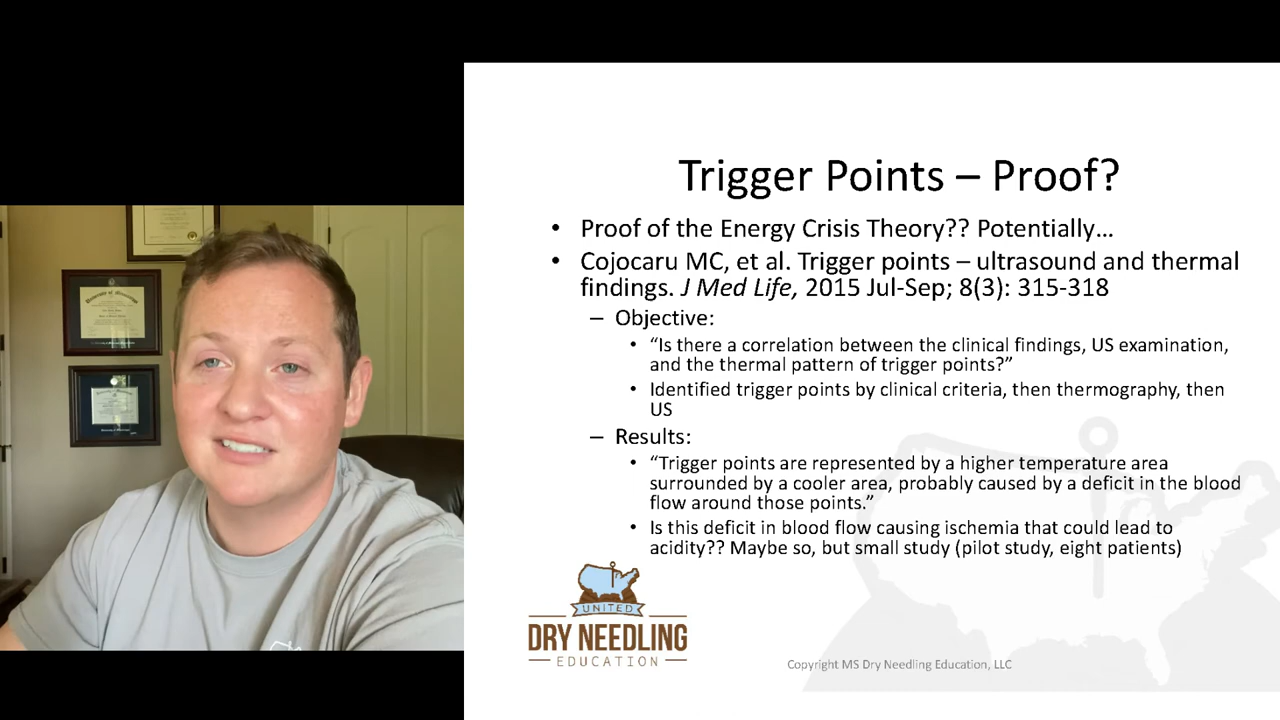 Trigger Points – Proof?
• Proof of the Energy Crisis Theory?? Potentially…
• Cojocaru MC, et al. Trigger points – ultrasound and thermal
findings. J Med Life, 2015 Jul-Sep; 8(3): 315-318
– Objective:
• “Is there a correlation between the clinical findings, US examination,
and the thermal pattern of trigger points?”
• Identified trigger points by clinical criteria, then thermography, then
US
– Results:
• “Trigger points are represented by a higher temperature area
surrounded by a cooler area, probably caused by a deficit in the blood
flow around those points.”
• Is this deficit in blood flow causing ischemia that could lead to
acidity?? Maybe so, but small study (pilot study, eight patients)
UNITED
DRY NEEDLING
EDUCATION
Copyright MS Dry Needling Education, LLC